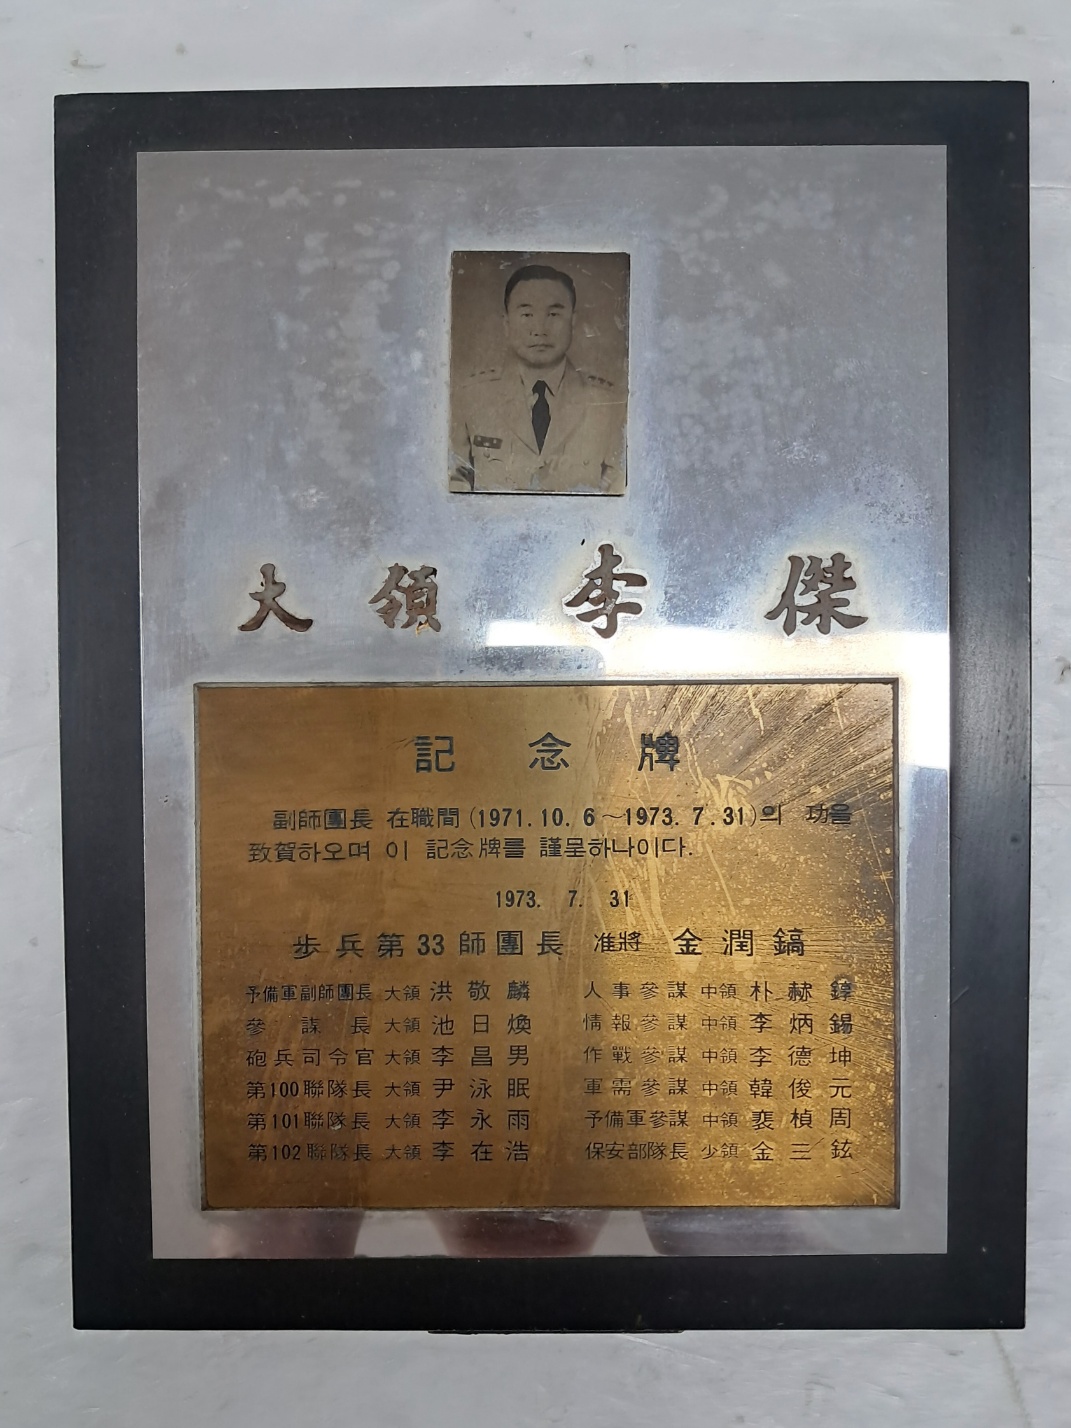 大領 李 傑
記 念 牌
副師團長 在職間 (1971. 10. 6 ~1973. 7. 31)의 功을
致賀하오며 이 記念牌를 謹呈하나이다.
1973. 7. 31
步兵第 33 師團長 准將 金潤鎬
予備軍副師團長 大領 洪敬麟
參謀長 大領 池日煥
砲兵司令官 大領 李昌男
第100聯隊長 大領 尹泳眠
第101聯隊長 大領 李永雨
第102聯隊長 大領 李在浩
人事參謀 中領 朴赫錞
情報參謀 中領 李炳錫
作戰參謀 中領 李德坤
軍需參謀 中領 韓俊元
予備軍參謀 中領 裵楨周
保安部隊長 少領 金三鉉